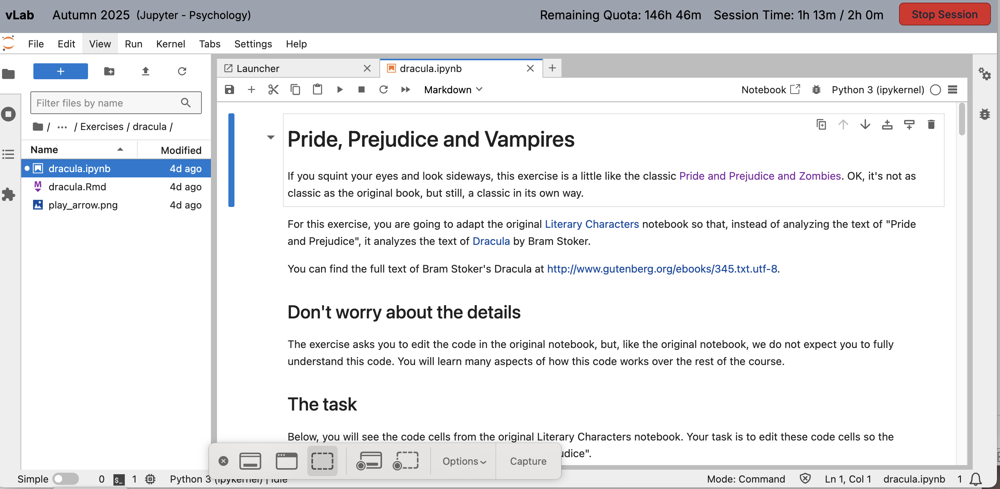 vLab Autumn 2025 (Jupyter - Psychology) Remaining Quota: 146h 46m Session Time: 1h 13m / 2h 0m Stop Session
File Edit View Run Kernel Tabs Settings Help
Launcher dracula.ipynb
Markdown Notebook Python 3 (ipykernel)
Filter files by name
/ ... / Exercises / dracula /
Name Modified
dracula.ipynb 4d ago
dracula.Rmd 4d ago
play_arrow.png 4d ago
Pride, Prejudice and Vampires
If you squint your eyes and look sideways, this exercise is a little like the classic Pride and Prejudice and Zombies. OK, it's not as
classic as the original book, but still, a classic in its own way.
For this exercise, you are going to adapt the original Literary Characters notebook so that, instead of analyzing the text of "Pride
and Prejudice", it analyzes the text of Dracula by Bram Stoker.
You can find the full text of Bram Stoker's Dracula at http://www.gutenberg.org/ebooks/345.txt.utf-8.
Don't worry about the details
The exercise asks you to edit the code in the original notebook, but, like the original notebook, we do not expect you to fully
understand this code. You will learn many aspects of how this code works over the rest of the course.
The task
Below, you will see the code cells from the original Literary Characters notebook. Your task is to edit these code cells so the
udice".
Options Capture
Simple 0 $_ 1 Python 3 (ipykernel) | Idle Mode: Command Ln 1, Col 1 dracula.ipynb 1